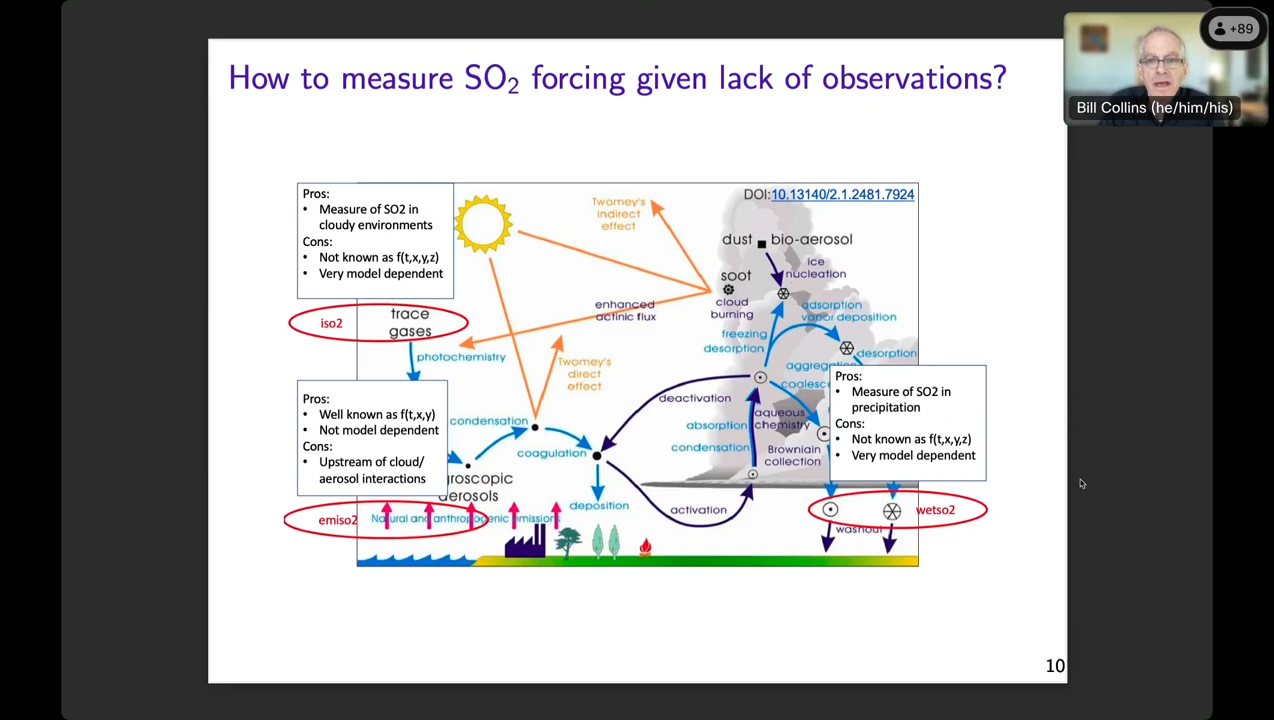 How to measure SO2 forcing given lack of observations?
+89
Bill Collins (he/him/his)
Pros:
• Measure of SO2 in
cloudy environments
Cons:
• Not known as f(t,x,y,z)
• Very model dependent
Twomey's
indirect
effect
DOI:10.13140/2.1.2481.7924
dust
bio-aerosol
ice
nucleation
soot
cloud
burning
enhanced
actinic flux
adsorption
vapor deposition
iso2
trace
gases
photochemistry
freezing
desorption
desorption
Twomey's
direct
effect
Pros:
• Well known as f(t,x,y)
• Not model dependent
Cons:
• Upstream of cloud/
aerosol interactions
Pros:
• Measure of SO2 in
precipitation
Cons:
• Not known as f(t,x,y,z)
• Very model dependent
deactivation
condensation
absorption
condensation
aqueous
chemistry
coagulation
Browniain
collection
aerosols
deposition
activation
emiso2
Natural and anthropogenic emissions
wetso2
washout
10